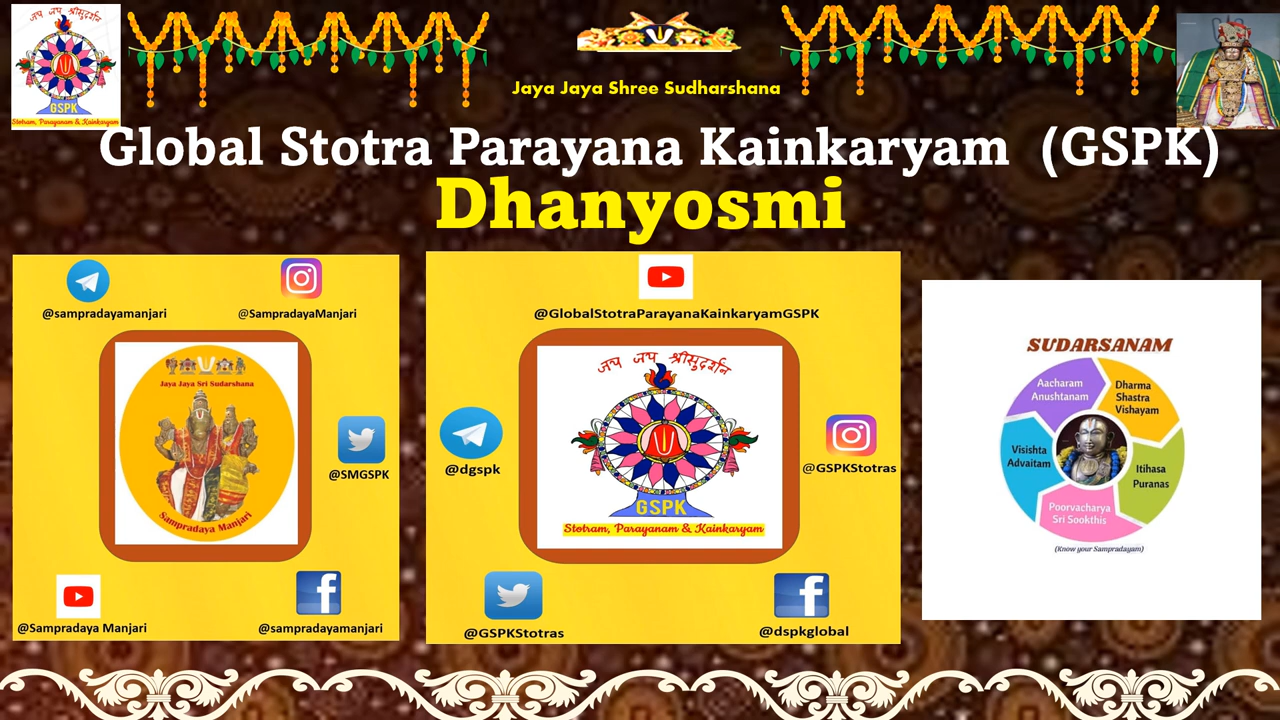 जय जय श्रीसुदर्शन
GSPK
Stotram, Parayanam & Kainkaryam
Jaya Jaya Shree Sudharshana
Global Stotra Parayana Kainkaryam (GSPK)
Dhanyosmi
@sampradayamanjari
@SampradayaManjari
Jaya Jaya Sri Sudarshana
Sampradaya Manjari
@SMGSPK
@Sampradaya Manjari
@sampradayamanjari
@GlobalStotraParayanaKainkaryamGSPK
जय जय श्रीसुदर्शन
GSPK
Stotram, Parayanam & Kainkaryam
@dgspk
@GSPKStotras
@GSPKStotras
@dspkglobal
SUDARSANAM
Aacharam
Anushtanam
Dharma
Shastra
Vishayam
Visishta
Advaitam
Itihasa
Puranas
Poorvacharya
Sri Sookthis
(Know your Sampradayam)